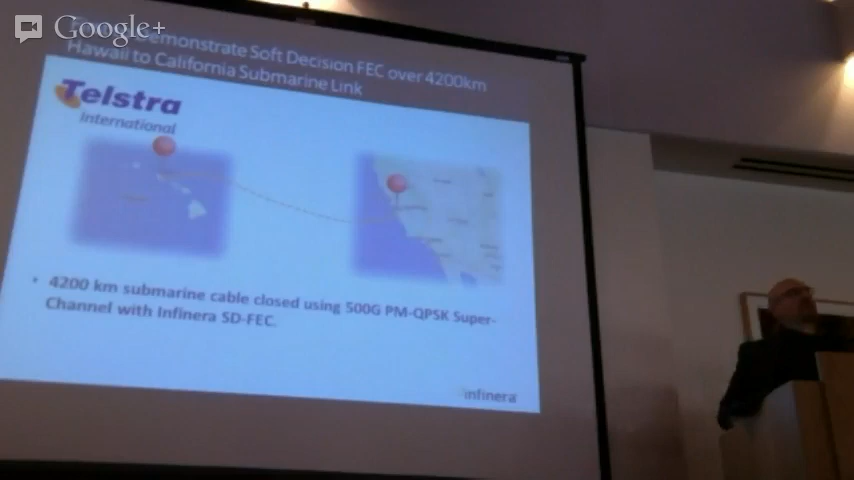 Google+
Demonstrate Soft Decision FEC over 4200km
Hawaii to California Submarine Link
Telstra
International
• 4200 km submarine cable closed using 500G PM-QPSK Super-
Channel with Infinera SD-FEC.
infinera